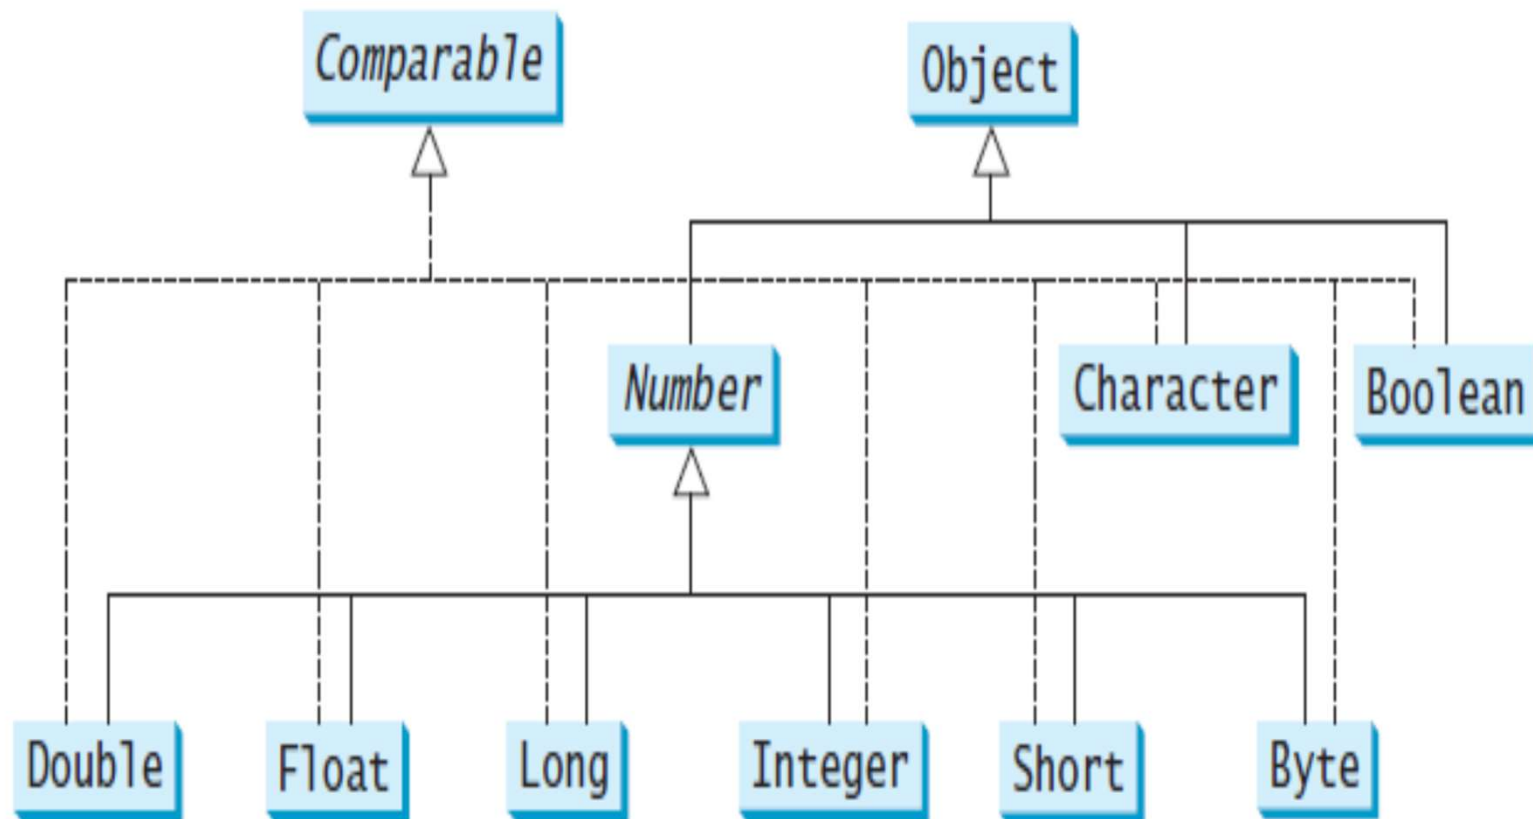 Comparable
Object
Number
Character
Boolean
Double
Float
Long
Integer
Short
Byte